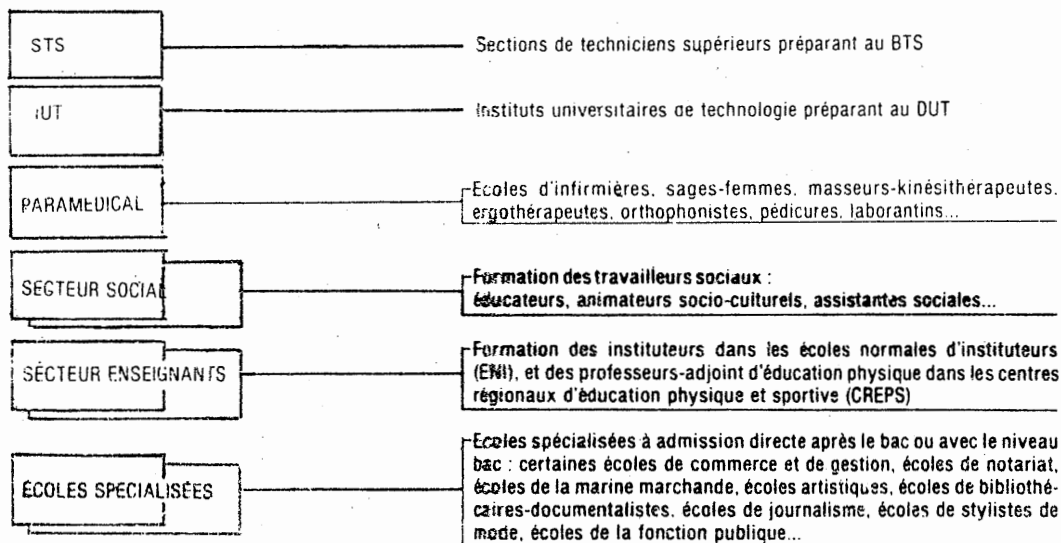 STS
Sections de techniciens supérieurs préparant au BTS
IUT
Instituts universitaires de technologie préparant au DUT
PARAMEDICAL
Ecoles d'infirmières, sages-femmes, masseurs-kinésithérapeutes,
ergothérapeutes, orthophonistes, pédicures, laborantins...
SECTEUR SOCIAL
Formation des travailleurs sociaux :
éducateurs, animateurs socio-culturels, assistantes sociales...
SECTEUR ENSEIGNANTS
Formation des instituteurs dans les écoles normales d'instituteurs
(ENI), et des professeurs-adjoint d'éducation physique dans les centres
régionaux d'éducation physique et sportive (CREPS)
ÉCOLES SPECIALISÉES
Ecoles spécialisées à admission directe après le bac ou avec le niveau
bac : certaines écoles de commerce et de gestion, écoles de notariat,
écoles de la marine marchande, écoles artistiques, écoles de bibliothé-
caires-documentalistes, écoles de journalisme, écoles de stylistes de
mode, écoles de la fonction publique...